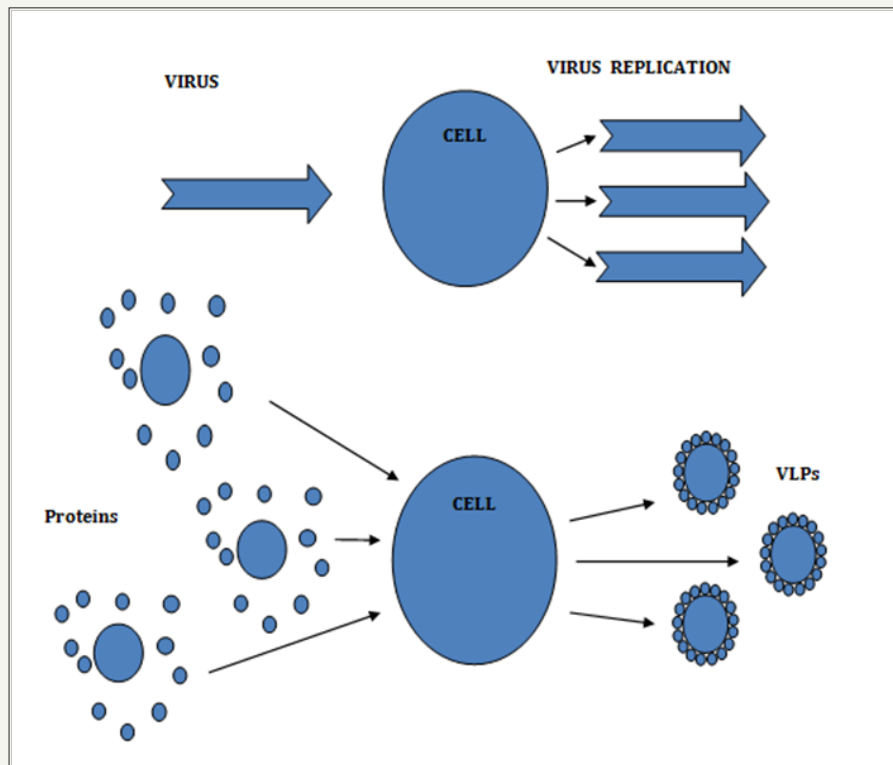 VIRUS
VIRUS REPLICATION
CELL
Proteins
CELL
VLPs